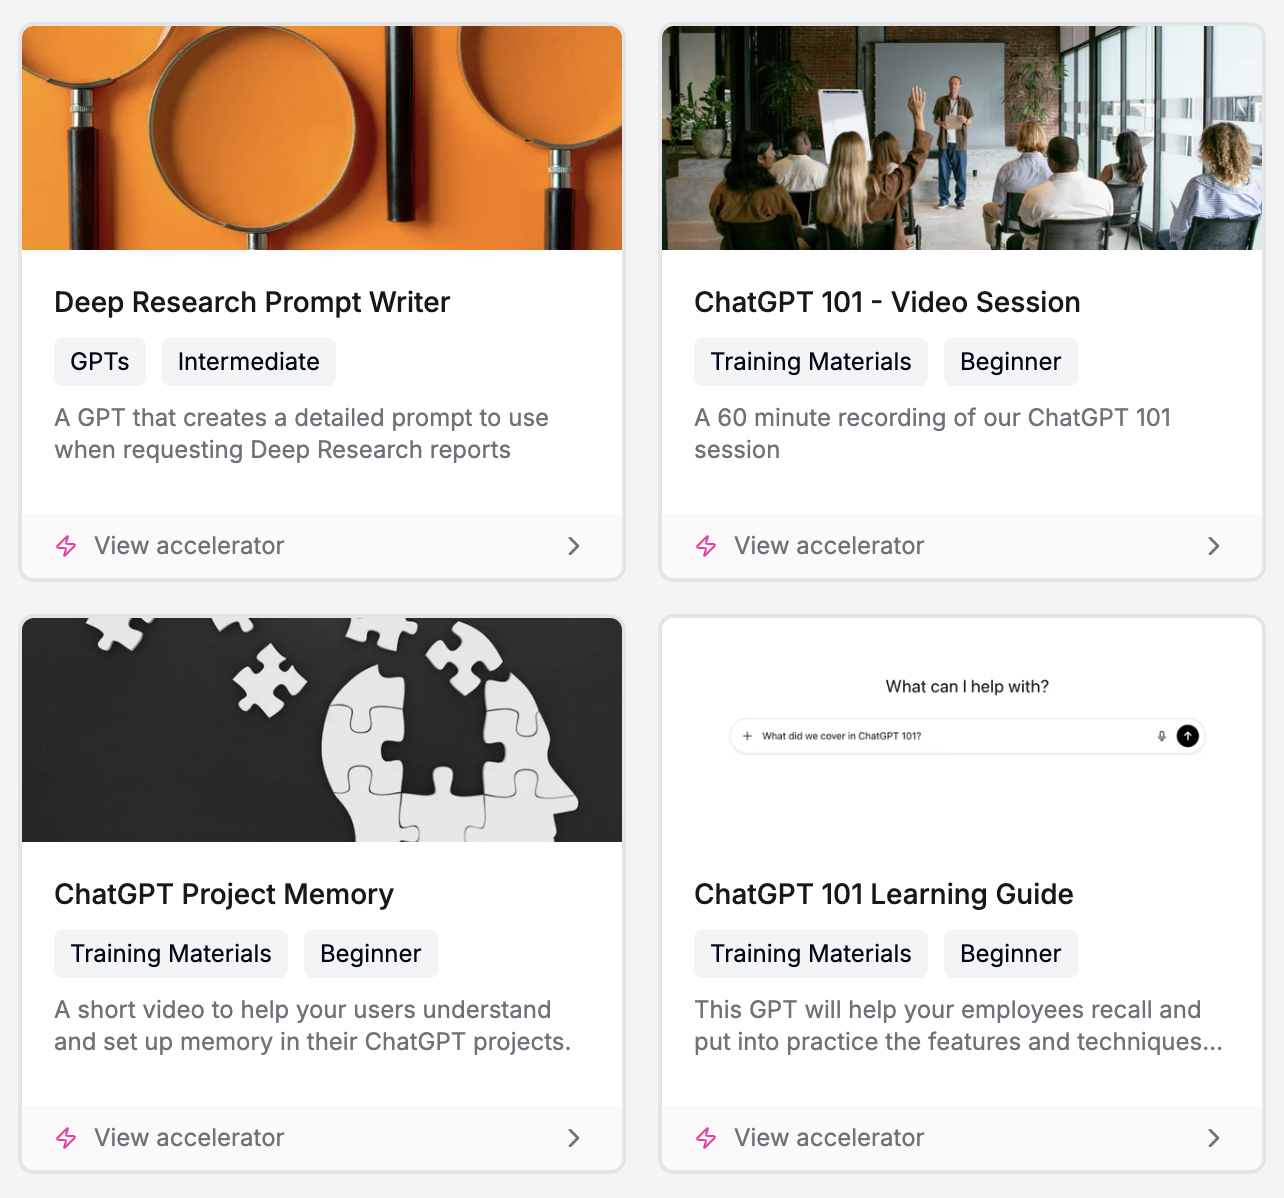 Deep Research Prompt Writer
GPTs
Intermediate
A GPT that creates a detailed prompt to use
when requesting Deep Research reports
View accelerator
ChatGPT 101 - Video Session
Training Materials
Beginner
A 60 minute recording of our ChatGPT 101
session
View accelerator
ChatGPT Project Memory
Training Materials
Beginner
A short video to help your users understand
and set up memory in their ChatGPT projects.
View accelerator
What can I help with?
What did we cover in ChatGPT 101?
ChatGPT 101 Learning Guide
Training Materials
Beginner
This GPT will help your employees recall and
put into practice the features and techniques...
View accelerator